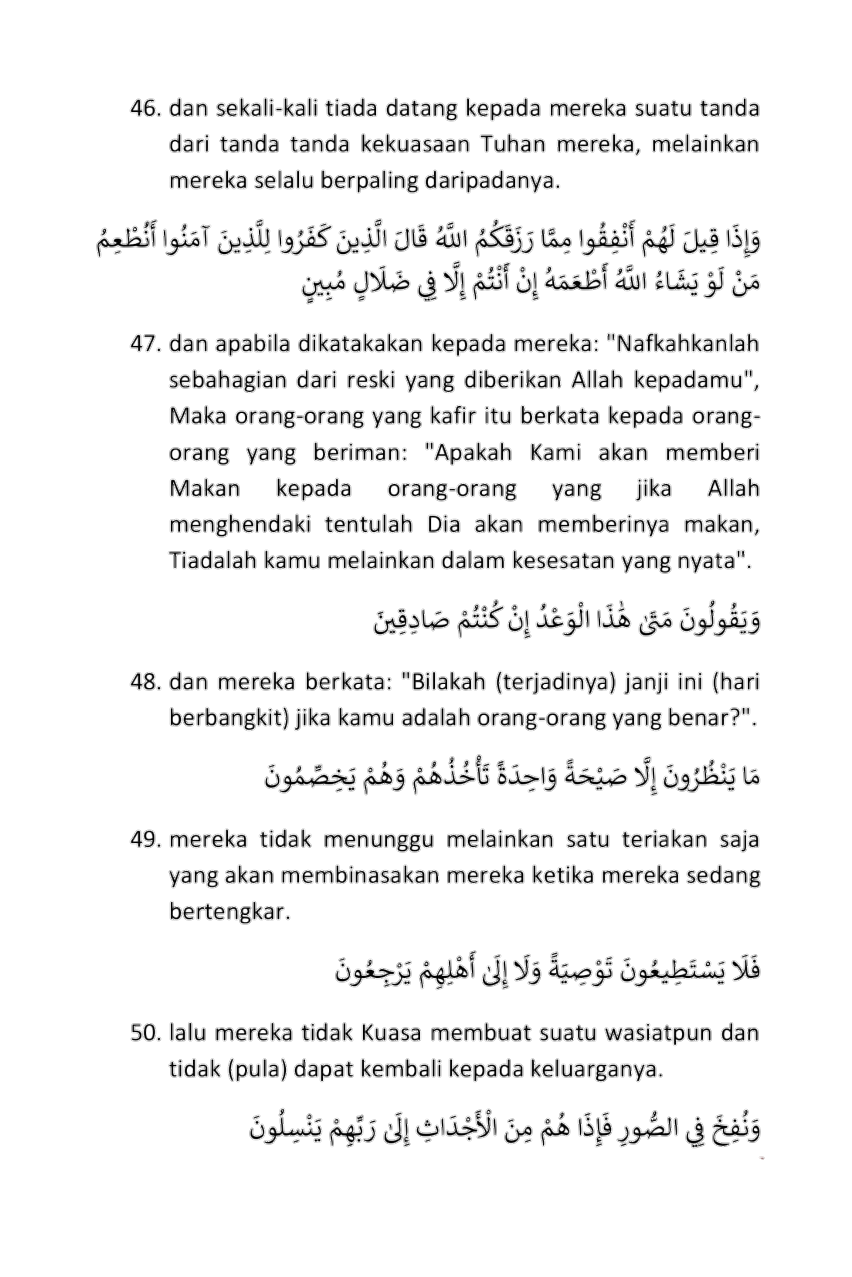 46. dan sekali-kali tiada datang kepada mereka suatu tanda
dari tanda tanda kekuasaan Tuhan mereka, melainkan
mereka selalu berpaling daripadanya.
وَإِذَا قِيلَ لَهُمْ أَنْفِقُوا مِمَّا رَزَقَكُمُ اللَّهُ قَالَ الَّذِينَ كَفَرُوا لِلَّذِينَ آمَنُوا أَنُطْعِمُ
مَنْ لَوْ يَشَاءُ اللَّهُ أَطْعَمَهُ إِنْ أَنْتُمْ إِلَّا فِي ضَلَالٍ مُبِينٍ
47. dan apabila dikatakakan kepada mereka: "Nafkahkanlah
sebahagian dari reski yang diberikan Allah kepadamu",
Maka orang-orang yang kafir itu berkata kepada orang-
orang yang beriman: "Apakah Kami akan memberi
Makan kepada orang-orang yang jika Allah
menghendaki tentulah Dia akan memberinya makan,
Tiadalah kamu melainkan dalam kesesatan yang nyata".
وَيَقُولُونَ مَتَىٰ هَٰذَا الْوَعْدُ إِنْ كُنْتُمْ صَادِقِينَ
48. dan mereka berkata: "Bilakah (terjadinya) janji ini (hari
berbangkit) jika kamu adalah orang-orang yang benar?".
مَا يَنْظُرُونَ إِلَّا صَيْحَةً وَاحِدَةً تَأْخُذُهُمْ وَهُمْ يَخِصِّمُونَ
49. mereka tidak menunggu melainkan satu teriakan saja
yang akan membinasakan mereka ketika mereka sedang
bertengkar.
فَلَا يَسْتَطِيعُونَ تَوْصِيَةً وَلَا إِلَىٰ أَهْلِهِمْ يَرْجِعُونَ
50. lalu mereka tidak Kuasa membuat suatu wasiatpun dan
tidak (pula) dapat kembali kepada keluarganya.
وَنُفِخَ فِي الصُّورِ فَإِذَا هُمْ مِنَ الْأَجْدَاثِ إِلَىٰ رَبِّهِمْ يَنْسِلُونَ